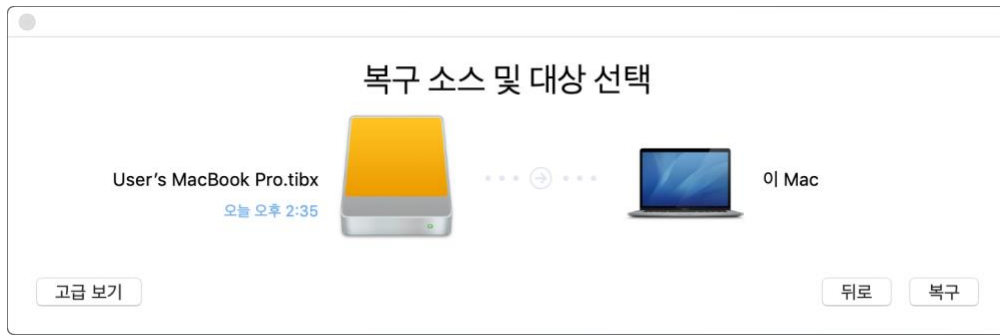 복구 소스 및 대상 선택
User's MacBook Pro.tibx
오늘 오후 2:35
이 Mac
고급 보기
뒤로
복구